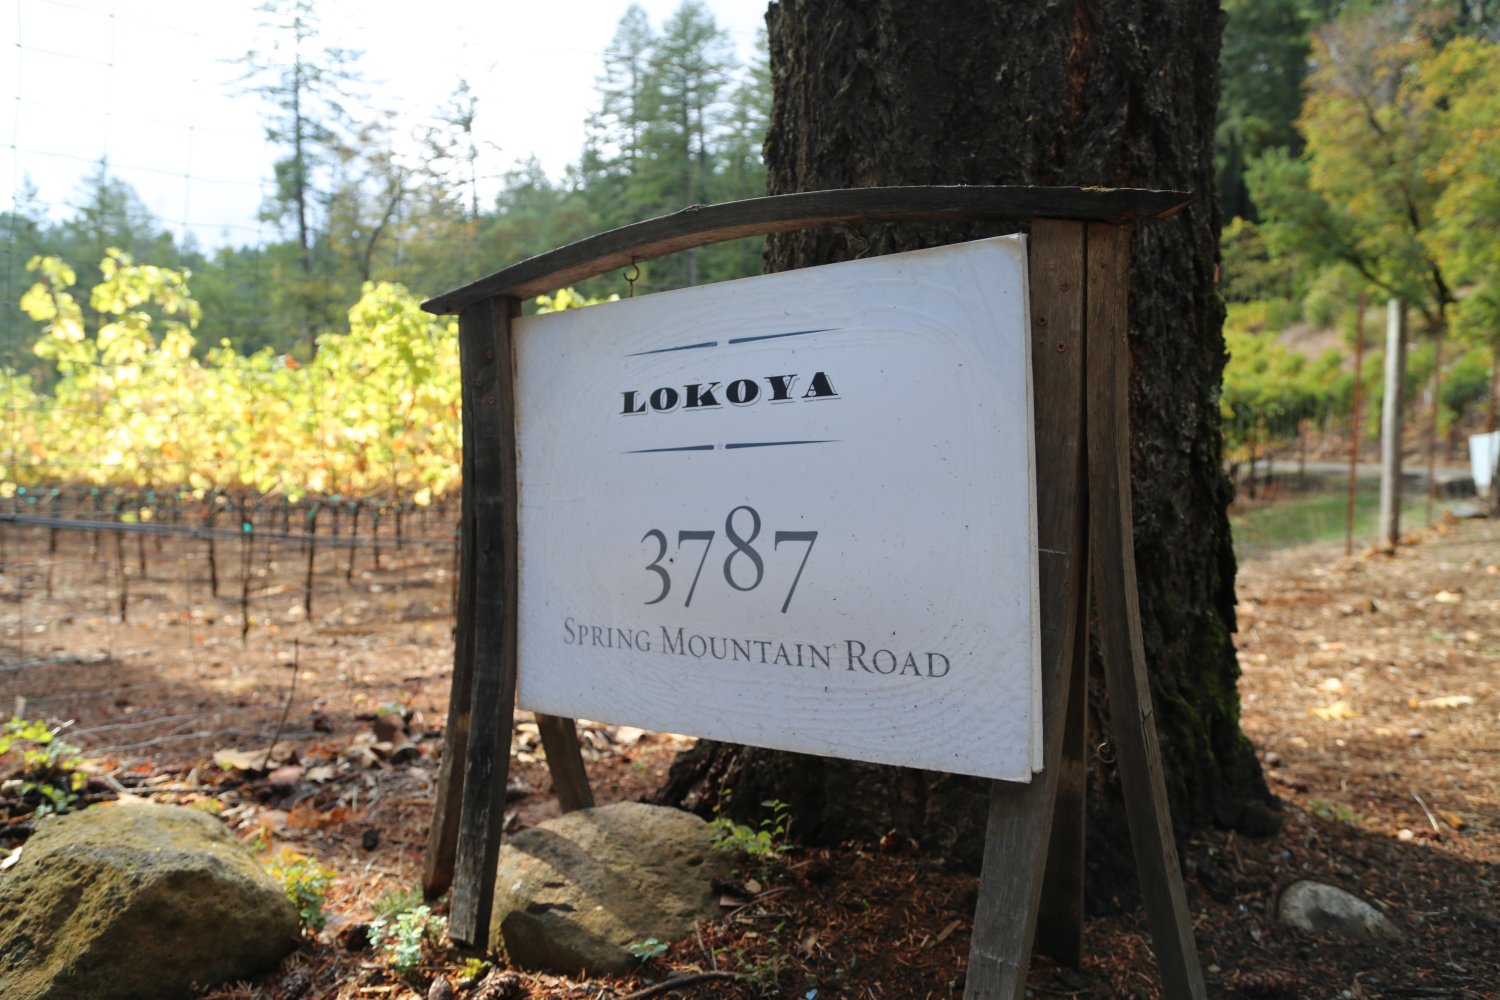 LOKOYA
3787
SPRING MOUNTAIN ROAD